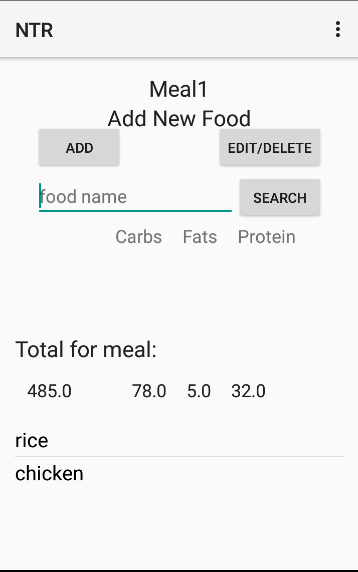 NTR
Meal1
Add New Food
ADD EDIT/DELETE
food name SEARCH
Carbs Fats Protein
Total for meal:
485.0 78.0 5.0 32.0
rice
chicken